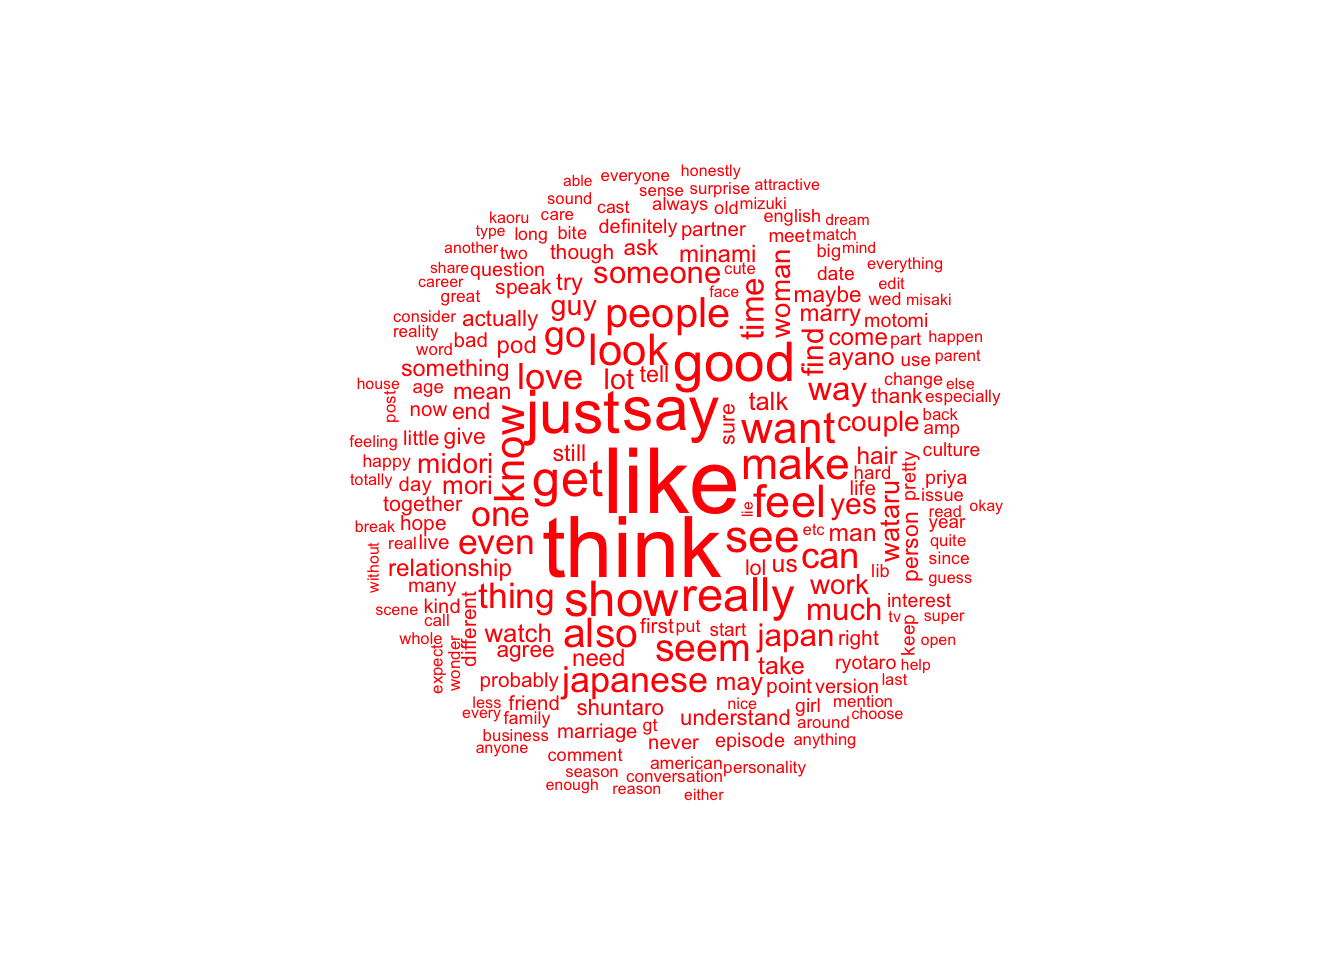 honestly
able everyone
sense surprise attractive
sound always old mizuki
kaoru care cast english dream
type long bite definitely partner meet match
another two though ask minami big mind
share question someone cute woman date everything
career speak try face time edit
great guy people maybe wed misaki
consider actually go marry motomi
reality bad pod look good find come part happen
word something love lot tell ayano use parent
house age mean way thank change else
posts now end just say sure talk especially
know want couple back
feeling little give still amp
happy midori get like make hair culture
totally day mori hard pretty priya
together one lie feel yes life issue okay
break hope think see etc man wataru person read year
real live even can quite
without relationship lol us lib since
many thing show really work guess
scene kind much interest
call different also first put start japan tv super
whole watch seem right keep open
expecte wonder agree need take ryotaro help
probably japanese may point version last
less friend shuntaro nice girl mention
every family understand around choose
business marriage gt never episode anything
anyone comment american personality
season conversation
enough reason either